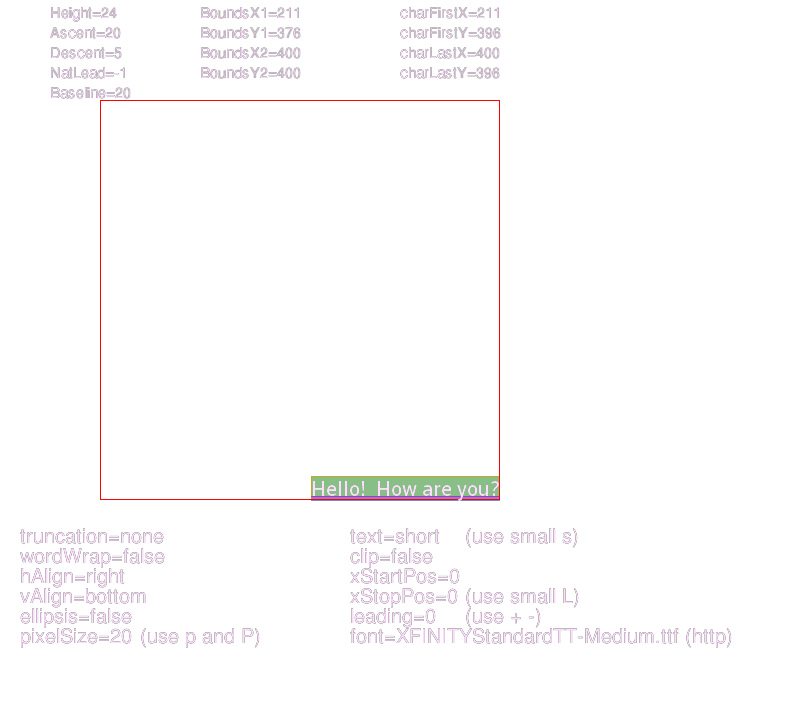 Height=24 BoundsX1=211 charFirstX=211
Ascent=20 BoundsY1=376 charFirstY=396
Descent=5 BoundsX2=400 charLastX=400
NatLead=-1 BoundsY2=400 charLastY=396
Baseline=20
Hello!  How are you?
truncation=none text=short (use small s)
wordWrap=false clip=false
hAlign=right xStartPos=0
vAlign=bottom xStopPos=0 (use small L)
ellipsis=false leading=0 (use + -)
pixelSize=20 (use p and P) font=XFINITYStandardTT-Medium.ttf (http)